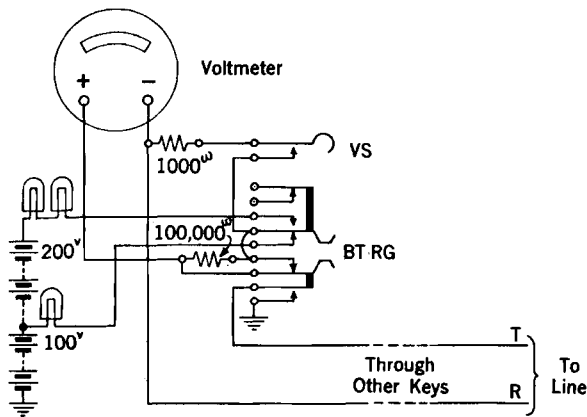 + −
Voltmeter
1000ω
VS
200v
100,000ω
BT·RG
100v
T
Through
Other Keys
To
Line
R